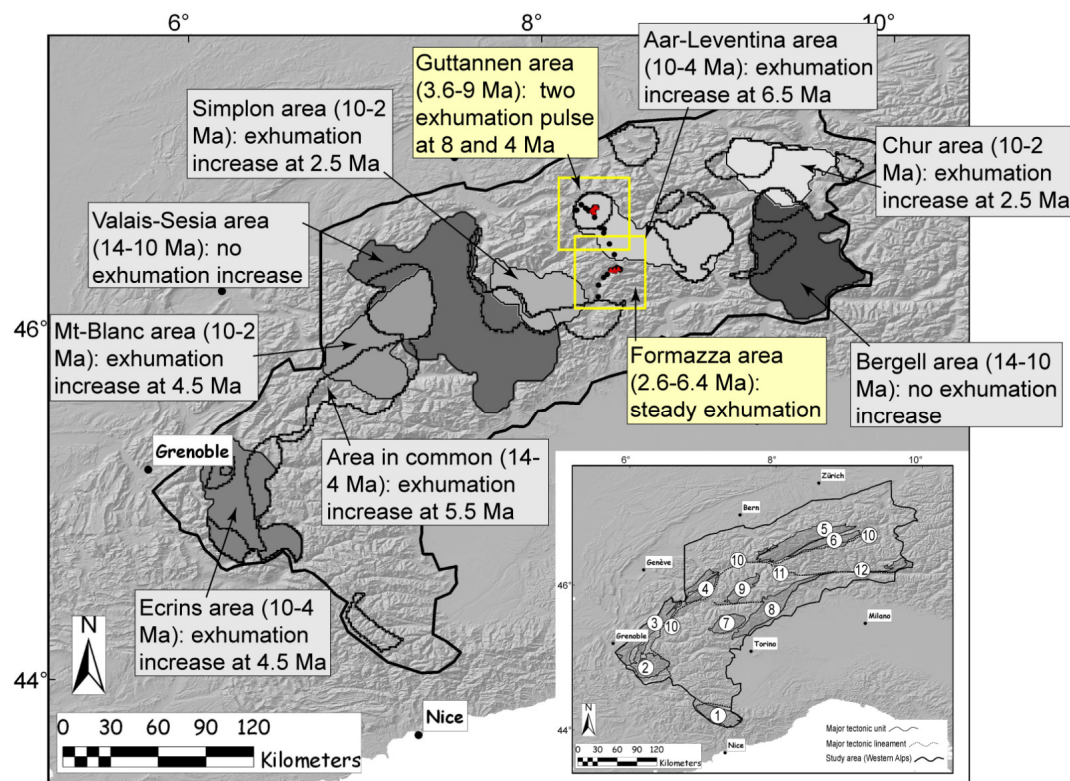 6°
8°
10°
Aar-Leventina area
(10-4 Ma): exhumation
increase at 6.5 Ma
Guttannen area
(3.6-9 Ma): two
exhumation pulse
at 8 and 4 Ma
Simplon area (10-2
Ma): exhumation
increase at 2.5 Ma
Chur area (10-2
Ma): exhumation
increase at 2.5 Ma
Valais-Sesia area
(14-10 Ma): no
exhumation increase
46°
Mt-Blanc area (10-2
Ma): exhumation
increase at 4.5 Ma
Formazza area
(2.6-6.4 Ma):
steady exhumation
Bergell area (14-10
Ma): no exhumation
increase
Grenoble
Area in common (14-
4 Ma): exhumation
increase at 5.5 Ma
Ecrins area (10-4
Ma): exhumation
increase at 4.5 Ma
N
44°
0 30 60 90 120
Kilometers
Nice
6°
8°
10°
Zürich
Bern
5
6
10
Genève
10
11
12
46°
4
9
8
3
10
7
Milano
Grenoble
Torino
2
1
N
44°
Nice
0 20 40 60 80 120
Kilometers
Major tectonic unit
Major tectonic lineament
Study area (Western Alps)